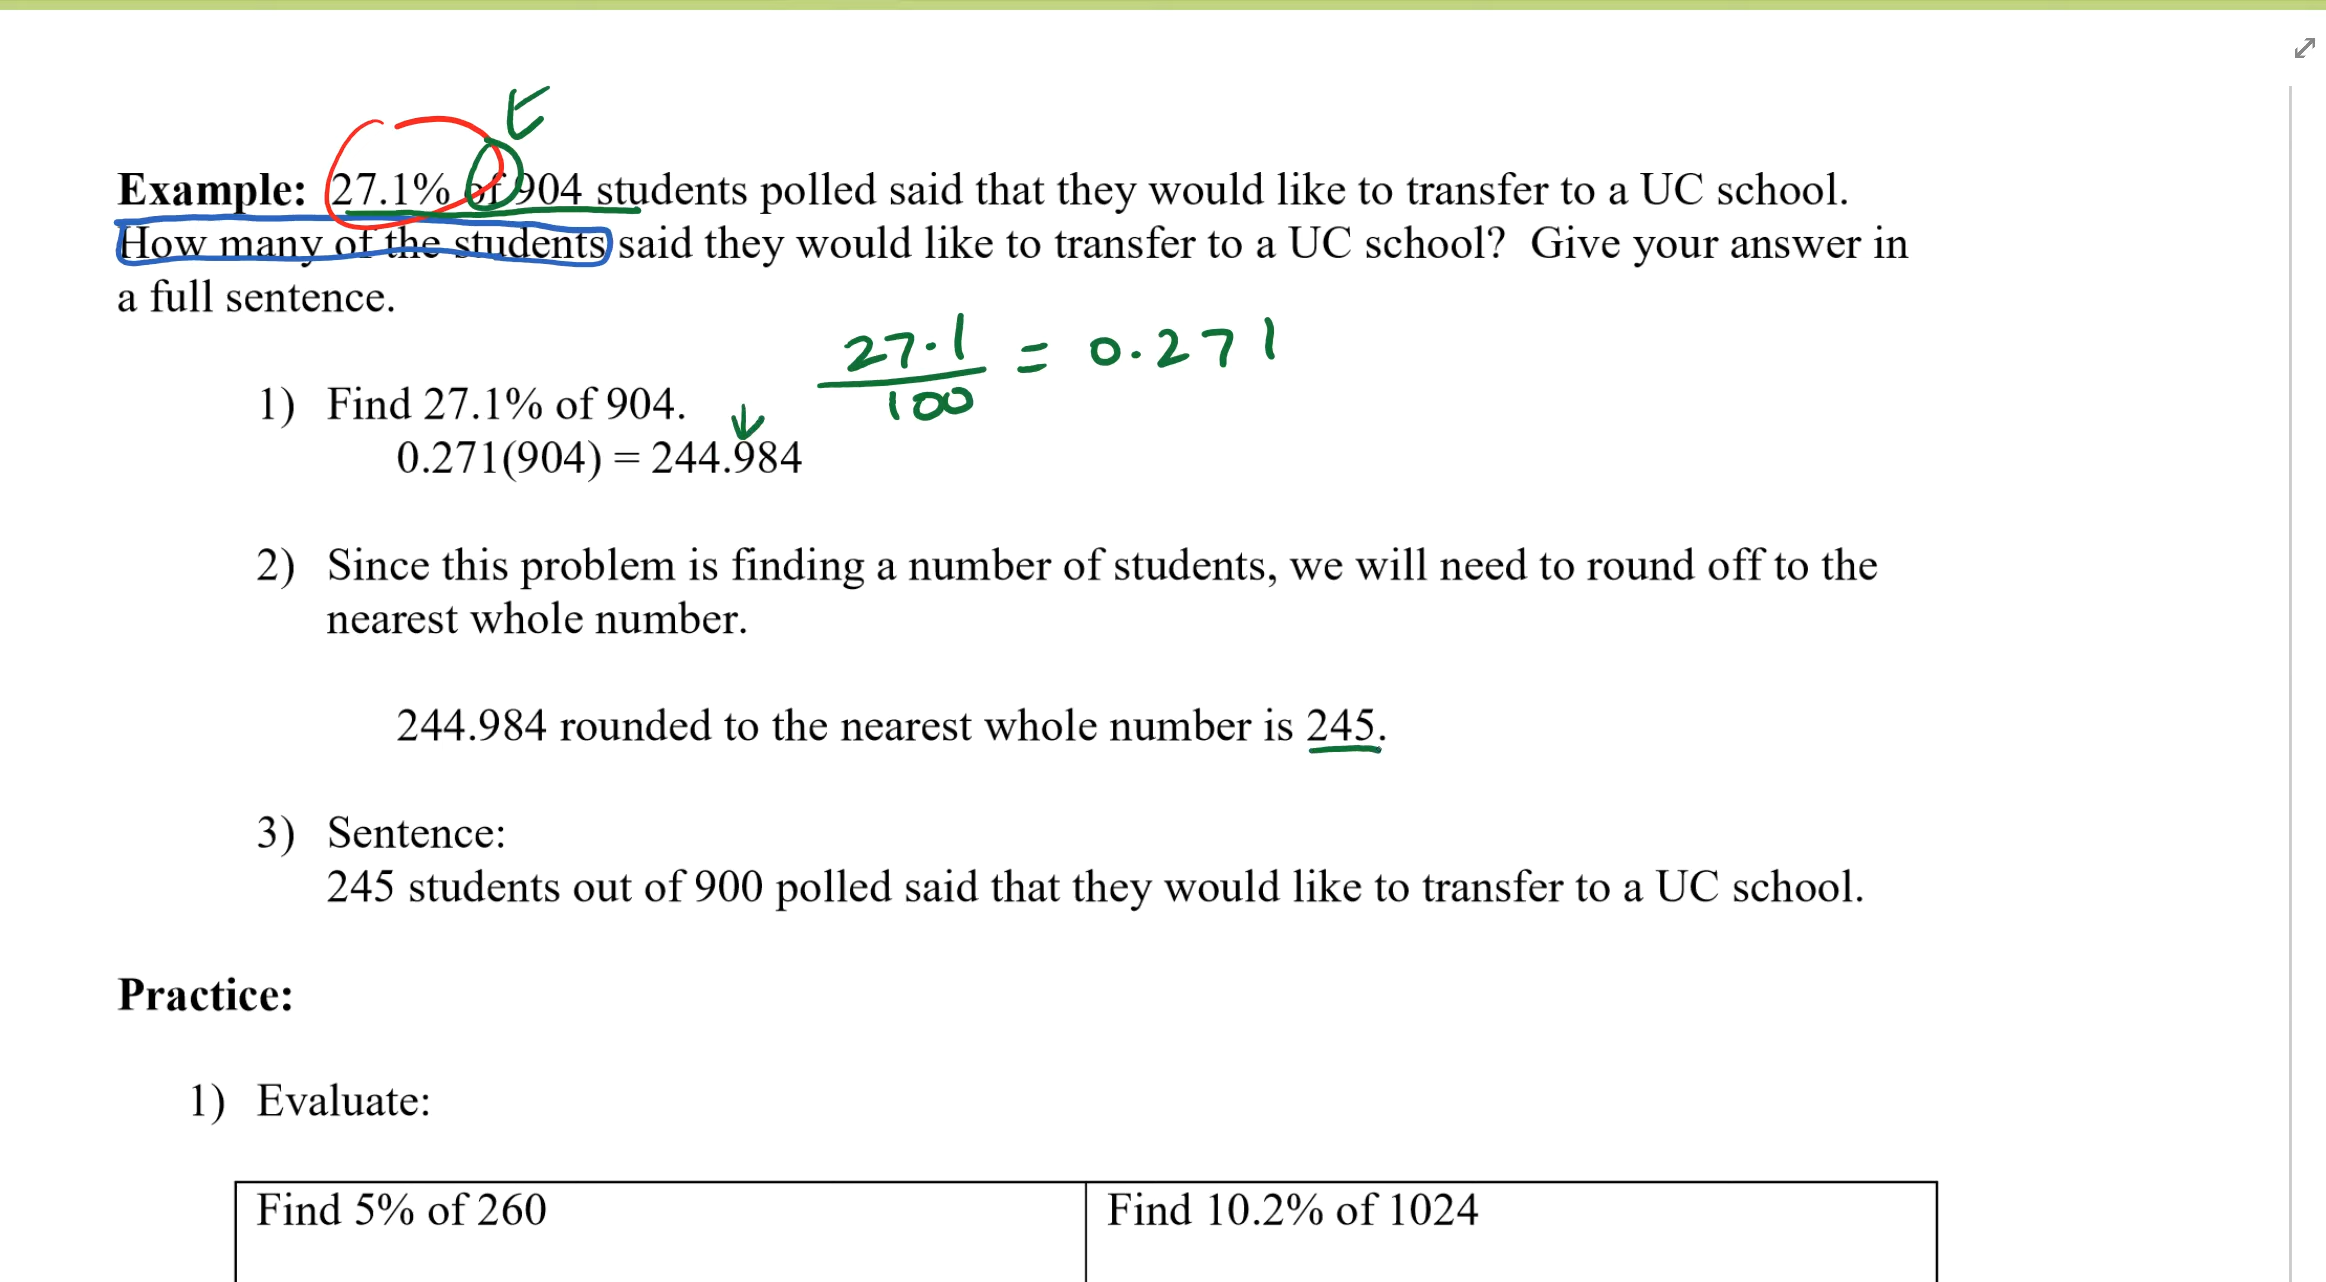 Example: 27.1% of 904 students polled said that they would like to transfer to a UC school.
How many of the students said they would like to transfer to a UC school? Give your answer in
a full sentence.
27.1
100
= 0.271
1) Find 27.1% of 904.
0.271(904) = 244.984
2) Since this problem is finding a number of students, we will need to round off to the
nearest whole number.
244.984 rounded to the nearest whole number is 245.
3) Sentence:
245 students out of 900 polled said that they would like to transfer to a UC school.
Practice:
1) Evaluate:
Find 5% of 260
Find 10.2% of 1024